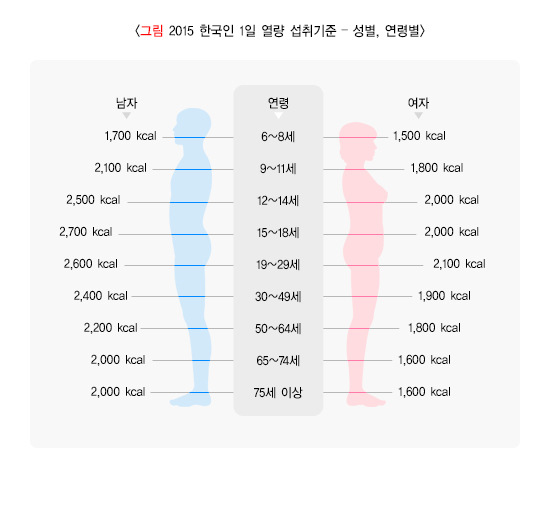 <그림 2015 한국인 1일 열량 섭취기준 - 성별, 연령별>
남자 연령 여자
1,700 kcal 6~8세 1,500 kcal
2,100 kcal 9~11세 1,800 kcal
2,500 kcal 12~14세 2,000 kcal
2,700 kcal 15~18세 2,000 kcal
2,600 kcal 19~29세 2,100 kcal
2,400 kcal 30~49세 1,900 kcal
2,200 kcal 50~64세 1,800 kcal
2,000 kcal 65~74세 1,600 kcal
2,000 kcal 75세 이상 1,600 kcal